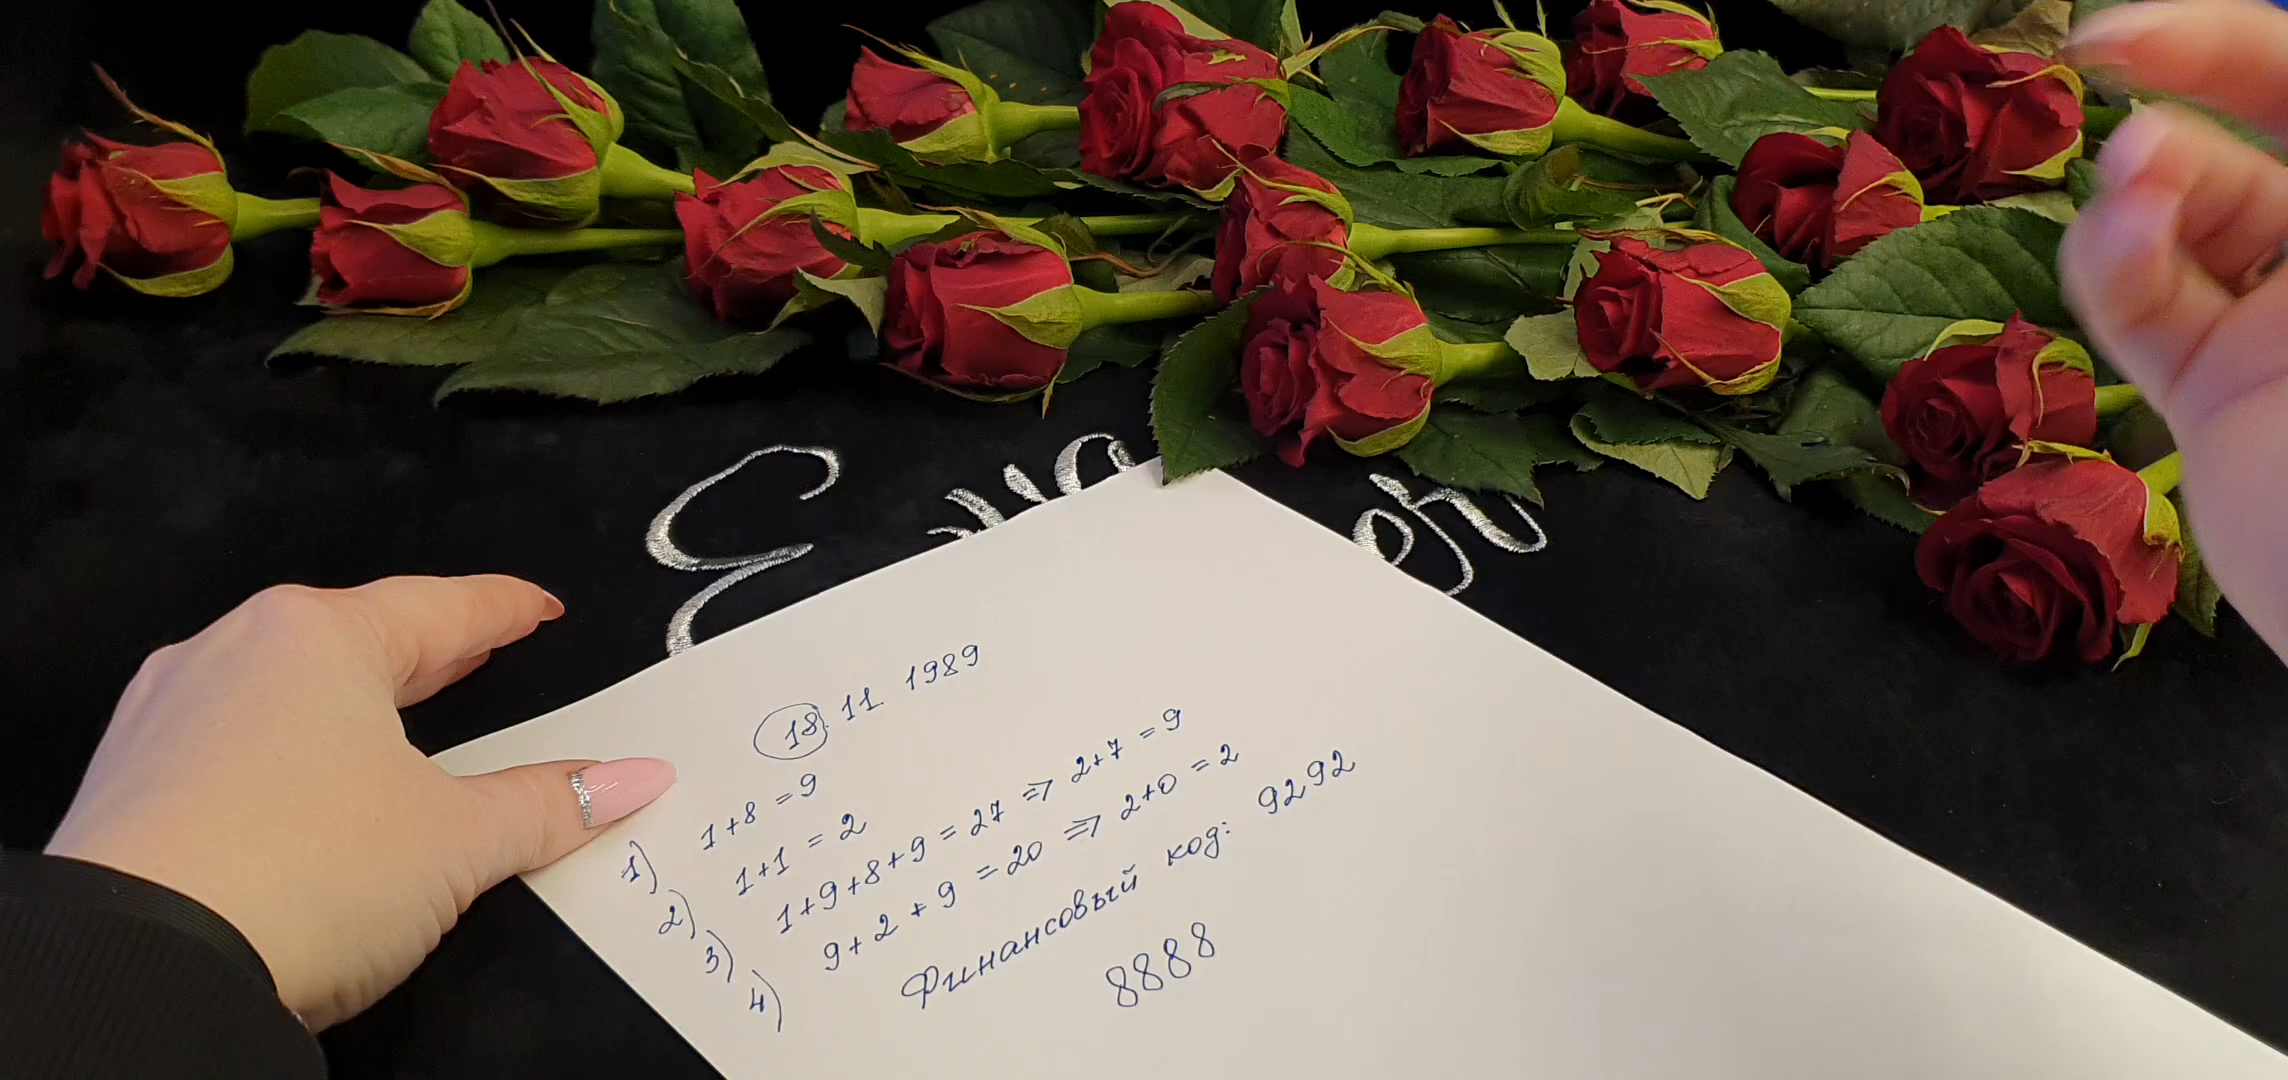 18. 11. 1989
1) 1+8 = 9
2) 1+1 = 2
3) 1+9+8+9 = 27 => 2+7 = 9
4) 9+2+9 = 20 => 2+0 = 2
Финансовый код: 9292
8888